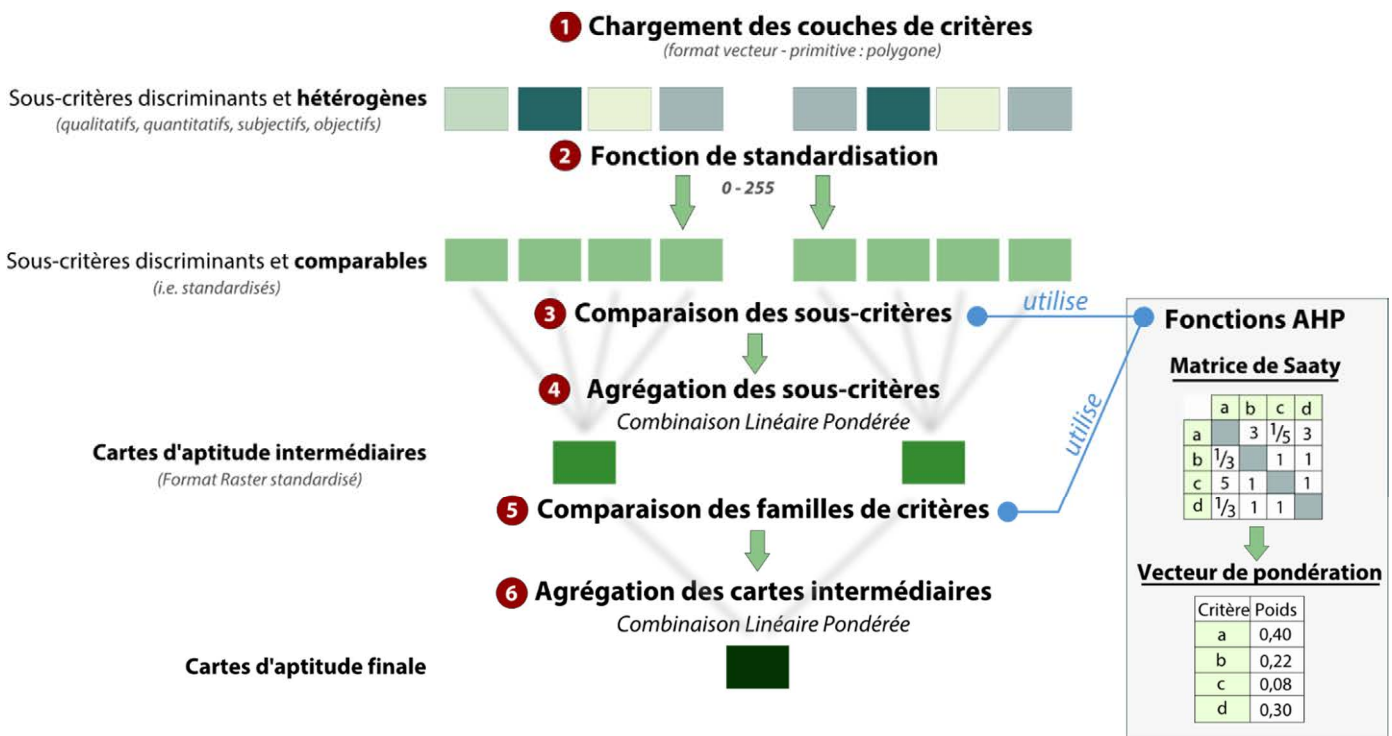 1 Chargement des couches de critères
(format vecteur - primitive : polygone)
Sous-critères discriminants et hétérogènes
(qualitatifs, quantitatifs, subjectifs, objectifs)
2 Fonction de standardisation
0 - 255
Sous-critères discriminants et comparables
(i.e. standardisés)
3 Comparaison des sous-critères
utilise
4 Agrégation des sous-critères
Combinaison Linéaire Pondérée
utilise
Cartes d'aptitude intermédiaires
(Format Raster standardisé)
5 Comparaison des familles de critères
6 Agrégation des cartes intermédiaires
Combinaison Linéaire Pondérée
Cartes d'aptitude finale
Fonctions AHP
Matrice de Saaty
a b c d
a 3 1/5 3
b 1/3 1 1
c 5 1 1
d 1/3 1 1
Vecteur de pondération
Critère Poids
a 0,40
b 0,22
c 0,08
d 0,30